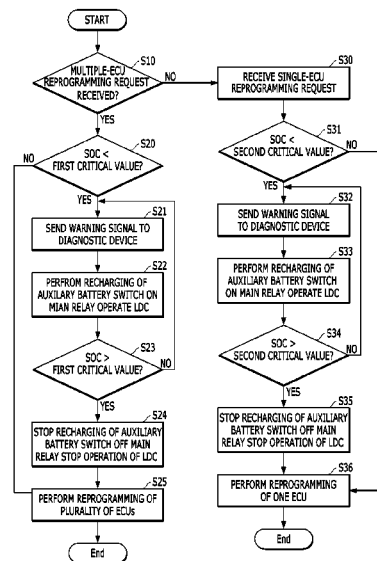 START
S10
MULTIPLE-ECU
REPROGRAMMING REQUEST
RECEIVED?
NO
YES
S20
NO
SOC <
FIRST CRITICAL VALUE?
YES
S21
SEND WARNING SIGNAL TO
DIAGNOSTIC DEVICE
S22
PERFROM RECHARGING OF
AUXILARY BATTERY SWITCH ON
MIAN RELAY OPERATE LDC
S23
SOC >
FIRST CRITICAL VALUE?
NO
YES
S24
STOP RECHARGING OF AUXILIARY
BATTERY SWITCH OFF MAIN
RELAY STOP OPERATION OF LDC
S25
PERFORM REPROGRAMMING OF
PLURALITY OF ECUs
End
S30
RECEIVE SINGLE-ECU
REPROGRAMMING REQUEST
S31
SOC <
SECOND CRITICAL VALUE?
NO
YES
S32
SEND WARNING SIGNAL
TO DIAGNOSTIC DEVICE
S33
PERFORM RECHARGING OF
AUXILIARY BATTERY SWITCH
ON MAIN RELAY OPERATE LDC
S34
SOC >
SECOND CRITICAL VALUE?
NO
YES
S35
STOP RECHARGING OF AUXILIARY
BATTERY SWITCH OFF MAIN
RELAY STOP OPERATION OF LDC
S36
PERFORM REPROGRAMMING
OF ONE ECU
End